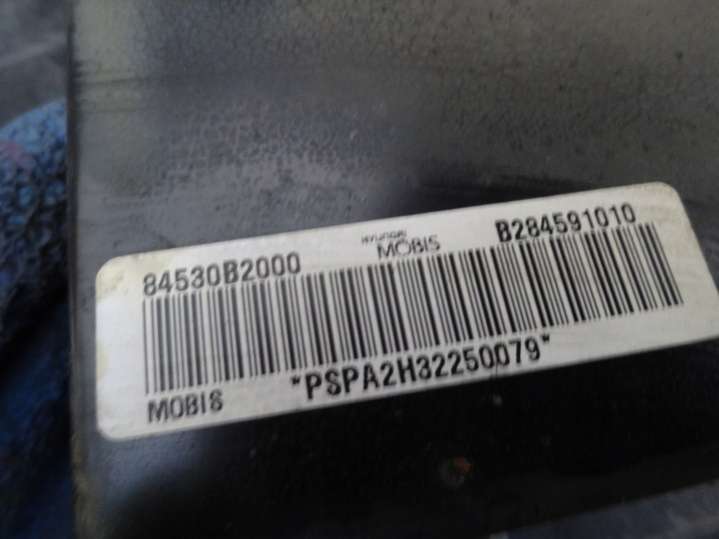 84530B2000
HYUNDAI
MOBIS
B284591010
*PSPA2H32250079*
MOBIS